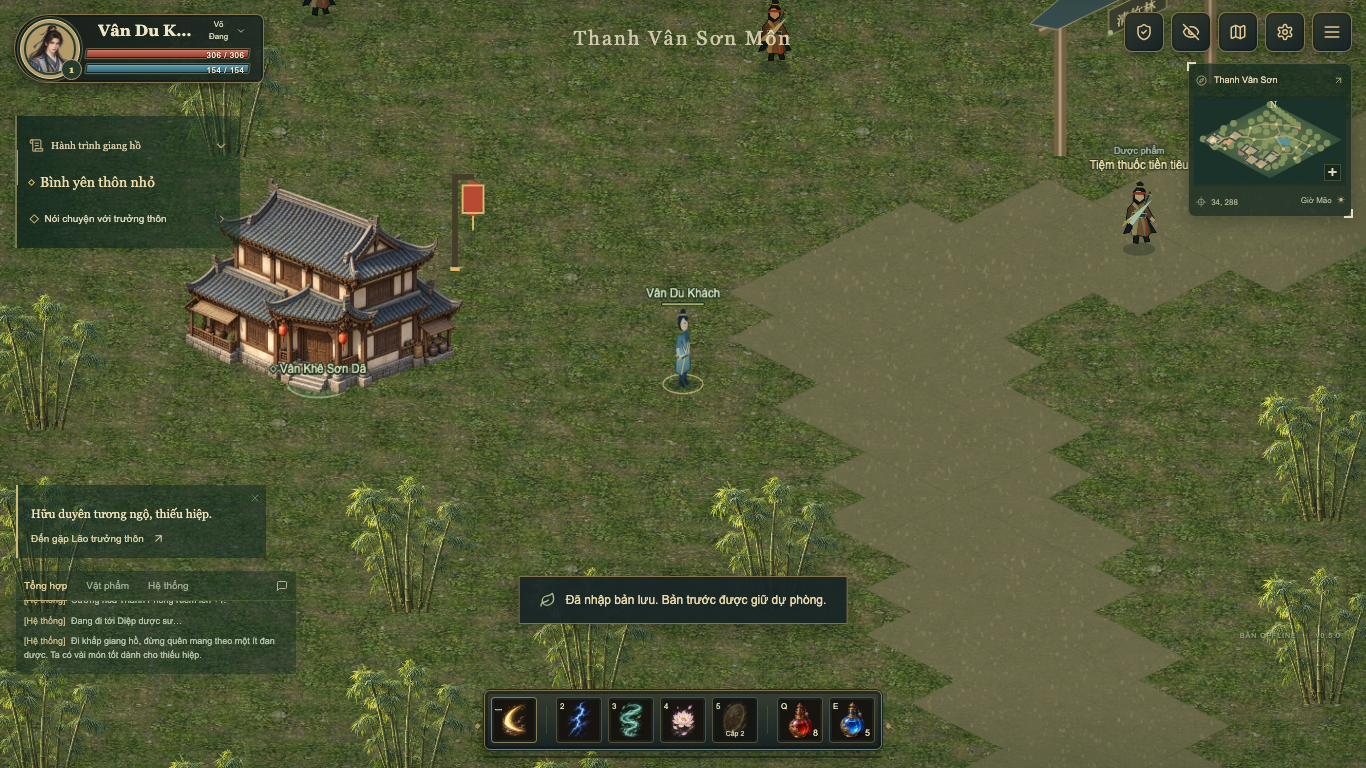 Vân Du K...
Võ Đang
306 / 306
154 / 154
1
Thanh Vân Sơn Môn
Thanh Vân Sơn
N
34, 288
Giờ Mão
Hành trình giang hồ
Bình yên thôn nhỏ
Nói chuyện với trưởng thôn
Dược phẩm
Tiệm thuốc tiền tiêu
Vân Du Khách
Vân Khê Sơn Dã
Hữu duyên tương ngộ, thiếu hiệp.
Đến gặp Lão trưởng thôn
Tổng hợp
Vật phẩm
Hệ thống
[Hệ thống] Đang đi tới Diệp dược sư...
[Hệ thống] Đi khắp giang hồ, đừng quên mang theo một ít đan
dược. Ta có vài món tốt dành cho thiếu hiệp.
Đã nhập bản lưu. Bản trước được giữ dự phòng.
BẢN OFFLINE
2
3
4
5
Cấp 2
Q
8
E
5